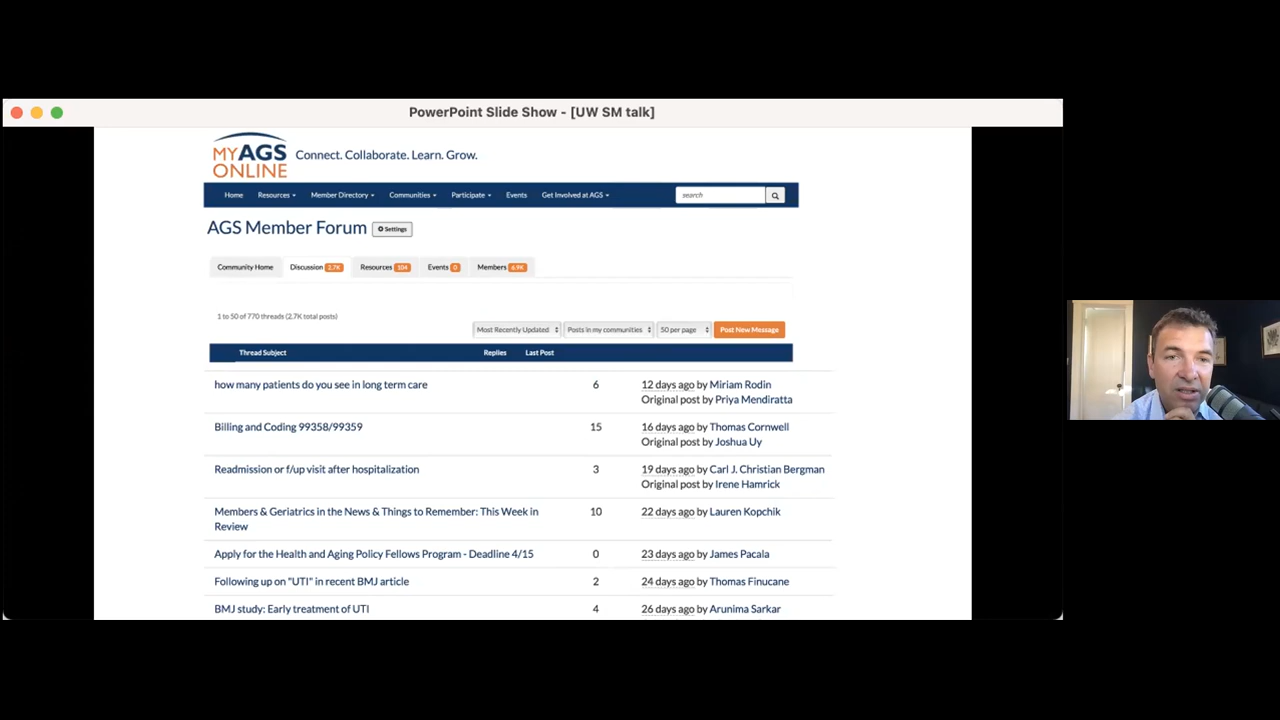 PowerPoint Slide Show - [UW SM talk]
MYAGS
ONLINE
Connect. Collaborate. Learn. Grow.
Home Resources Member Directory Communities Participate Events Get Involved at AGS search
AGS Member Forum Settings
Community Home Discussion 2.7K Resources 104 Events 0 Members 6.9K
1 to 50 of 770 threads (2.7K total posts)
Most Recently Updated Posts in my communities 50 per page Post New Message
Thread Subject Replies Last Post
how many patients do you see in long term care 6 12 days ago by Miriam Rodin
Original post by Priya Mendiratta
Billing and Coding 99358/99359 15 16 days ago by Thomas Cornwell
Original post by Joshua Uy
Readmission or f/up visit after hospitalization 3 19 days ago by Carl J. Christian Bergman
Original post by Irene Hamrick
Members & Geriatrics in the News & Things to Remember: This Week in 10 22 days ago by Lauren Kopchik
Review
Apply for the Health and Aging Policy Fellows Program - Deadline 4/15 0 23 days ago by James Pacala
Following up on "UTI" in recent BMJ article 2 24 days ago by Thomas Finucane
BMJ study: Early treatment of UTI 4 26 days ago by Arunima Sarkar